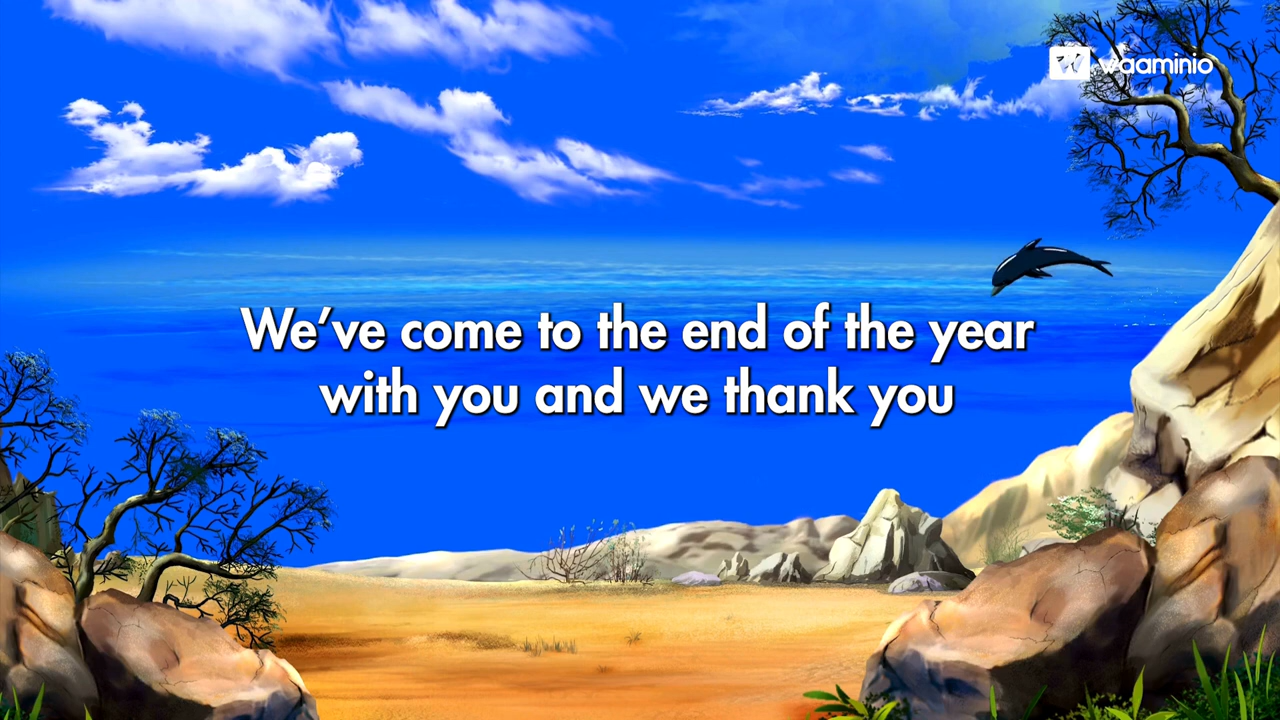 waaminio
We’ve come to the end of the year
with you and we thank you